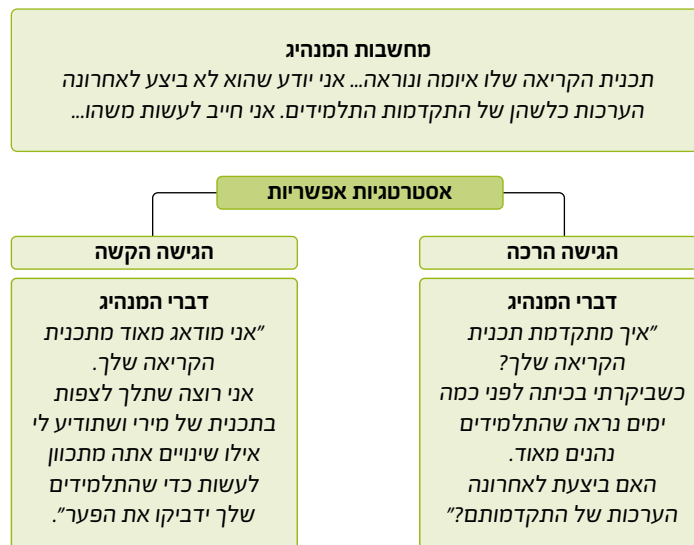 מחשבות המנהיג
תכנית הקריאה שלו איומה ונוראה... אני יודע שהוא לא ביצע לאחרונה
הערכות כלשהן של התקדמות התלמידים. אני חייב לעשות משהו...
אסטרטגיות אפשריות
הגישה הרכה
דברי המנהיג
"איך מתקדמת תכנית
הקריאה שלך?
כשביקרתי בכיתה לפני כמה
ימים נראה שהתלמידים
נהנים מאוד.
האם ביצעת לאחרונה
הערכות של התקדמותם?"
הגישה הקשה
דברי המנהיג
"אני מודאג מאוד מתכנית
הקריאה שלך.
אני רוצה שתלך לצפות
בתכנית של מירי ושתודיע לי
אילו שינויים אתה מתכוון
לעשות כדי שהתלמידים
שלך ידביקו את הפער".